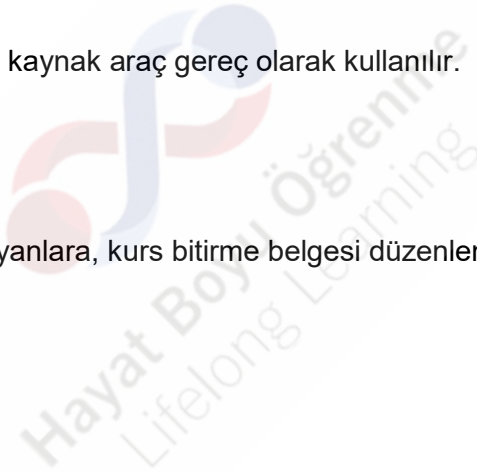 kaynak araç gereç olarak kullanılır.
yanlara, kurs bitirme belgesi düzenler
Hayat Boyu Öğrenme
Lifelong Learning